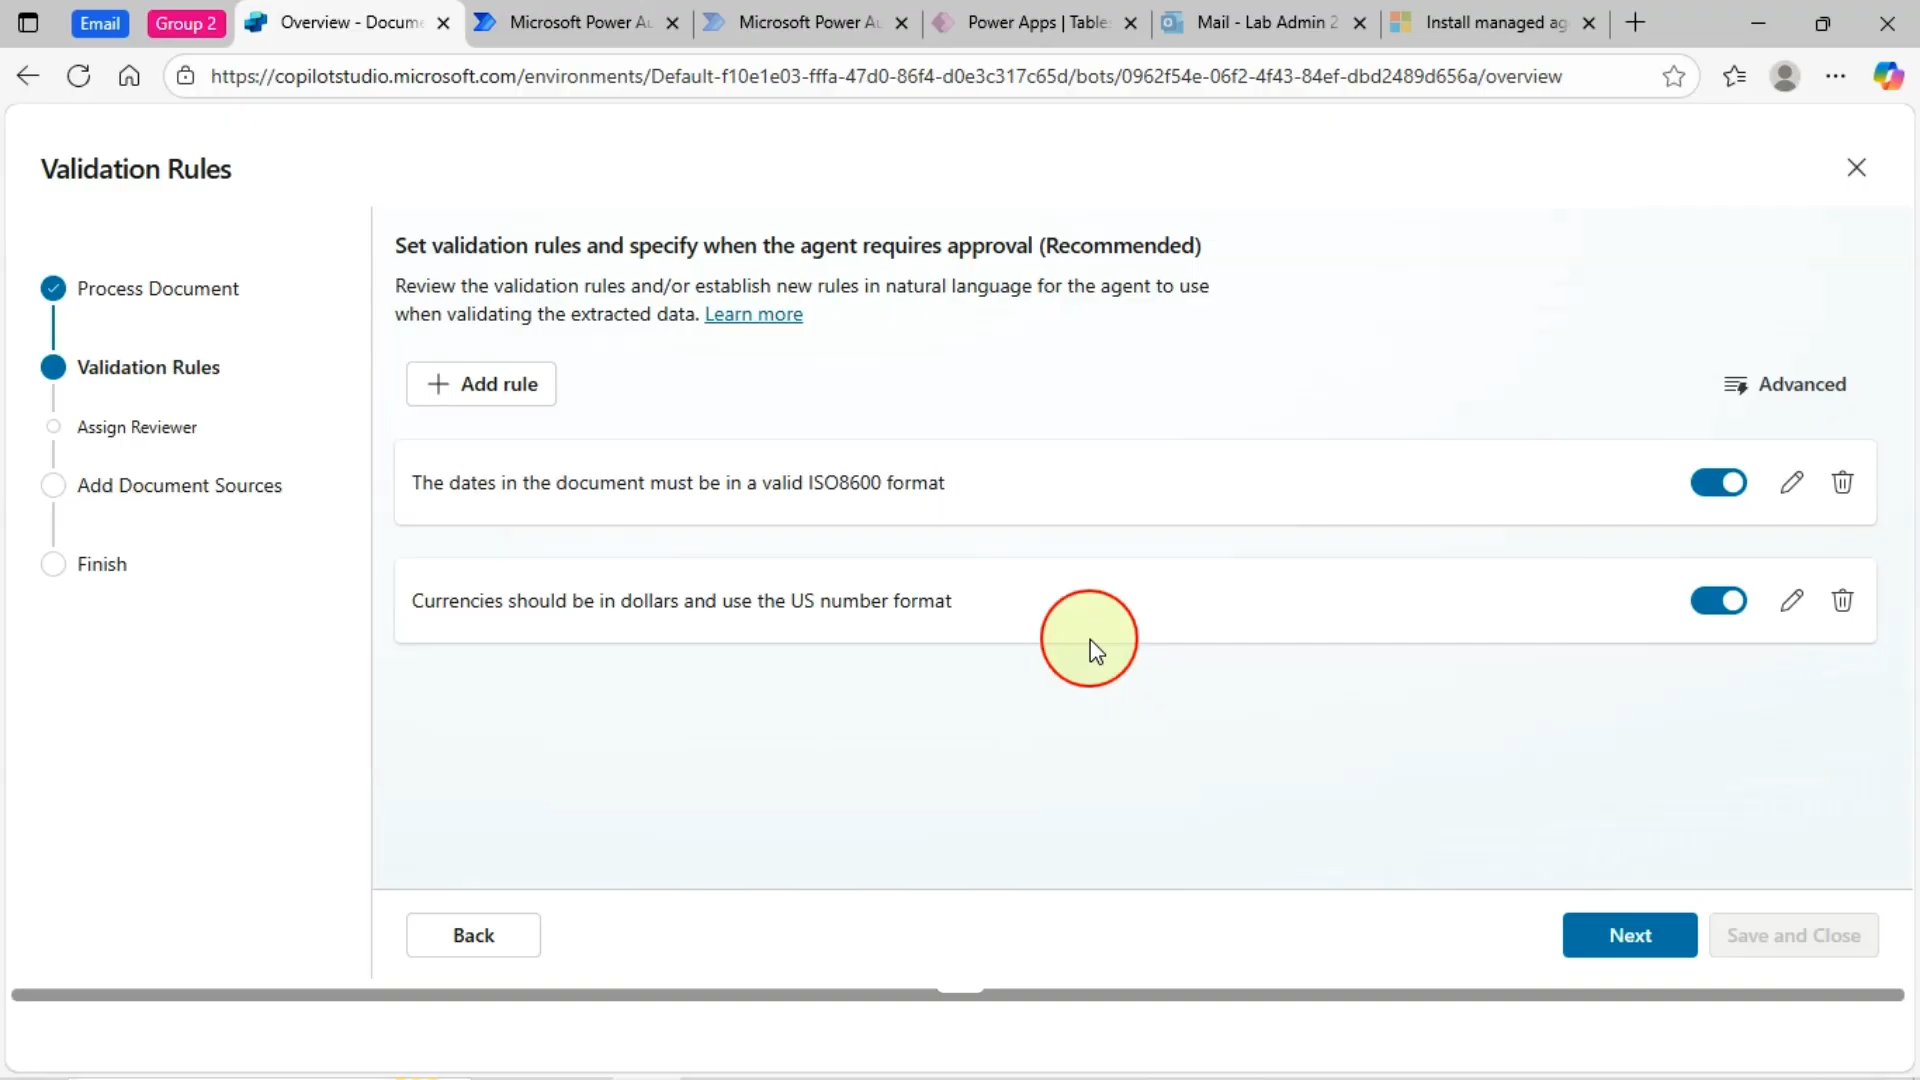 Email
Group 2
Overview - Docum
Microsoft Power Au
Microsoft Power Au
Power Apps | Table
Mail - Lab Admin 2
Install managed ag
https://copilotstudio.microsoft.com/environments/Default-f10e1e03-fffa-47d0-86f4-d0e3c317c65d/bots/0962f54e-06f2-4f43-84ef-dbd2489d656a/overview
Validation Rules
Process Document
Validation Rules
Assign Reviewer
Add Document Sources
Finish
Set validation rules and specify when the agent requires approval (Recommended)
Review the validation rules and/or establish new rules in natural language for the agent to use
when validating the extracted data. Learn more
Add rule
Advanced
The dates in the document must be in a valid ISO8600 format
Currencies should be in dollars and use the US number format
Back
Next
Save and Close